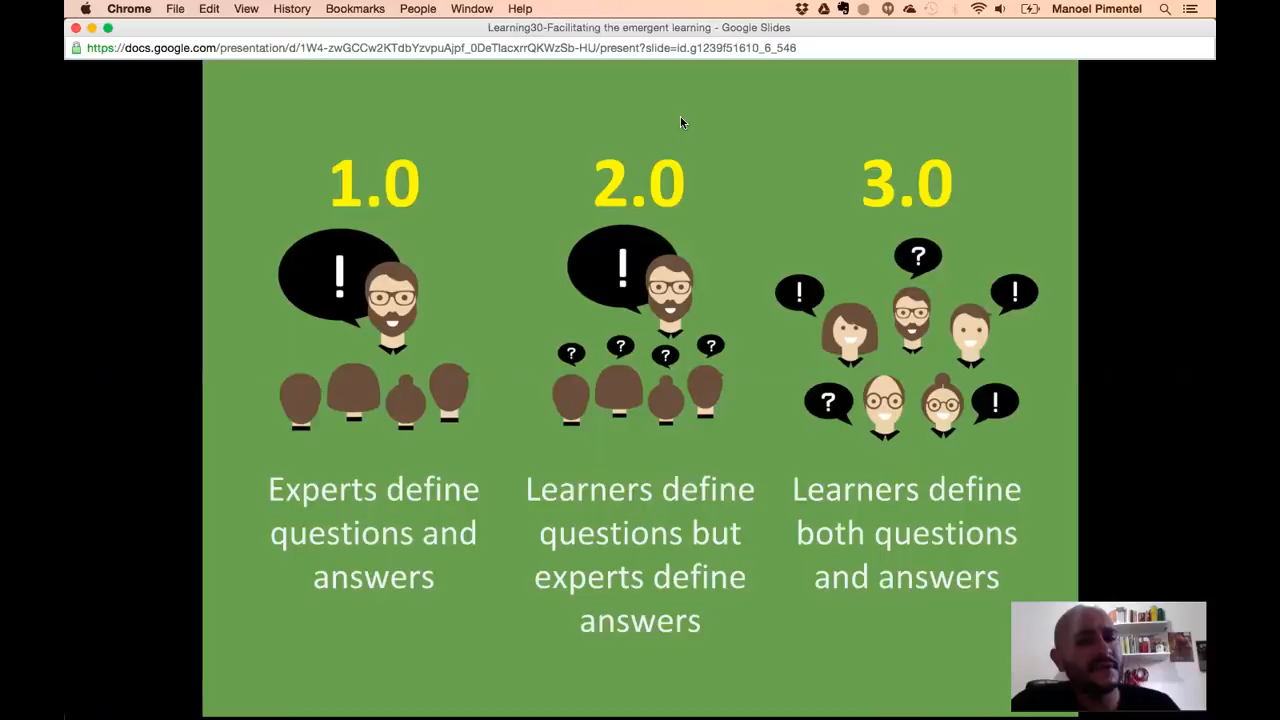 Chrome File Edit View History Bookmarks People Window Help Manoel Pimentel
Learning30-Facilitating the emergent learning - Google Slides
https://docs.google.com/presentation/d/1W4-zwGCCw2KTdbYzvpuAjpf_0DeTlacxrrQKWzSb-HU/present?slide=id.g1239f51610_6_546
1.0 2.0 3.0
! ! ? ! !
? ? ? ?
? !
Experts define
questions and
answers
Learners define
questions but
experts define
answers
Learners define
both questions
and answers